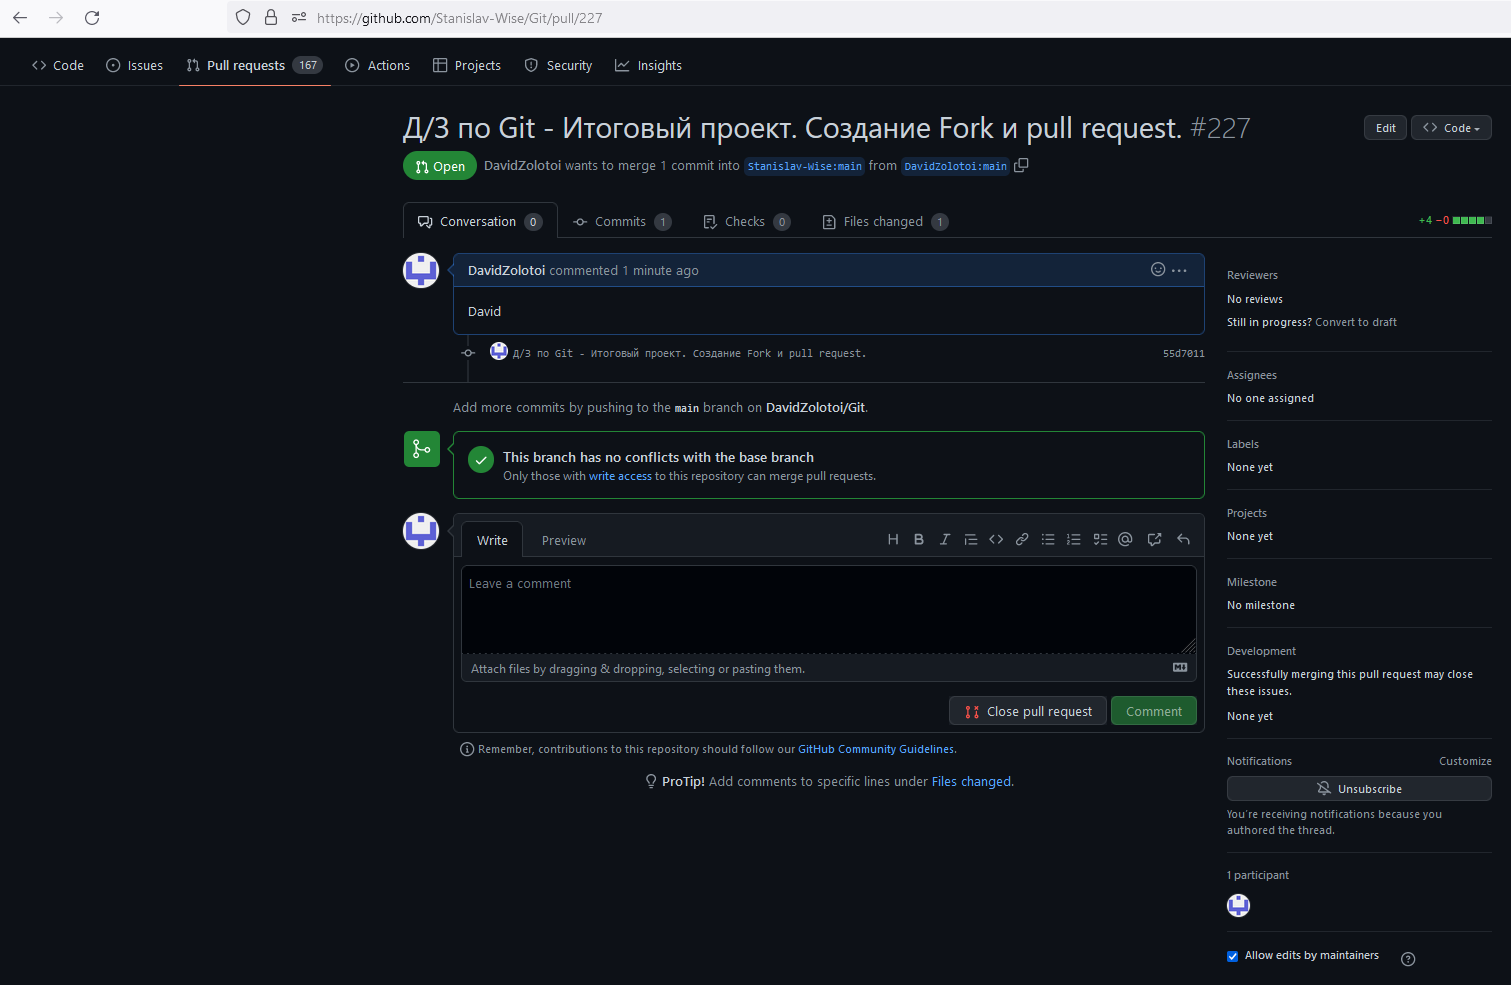 https://github.com/Stanislav-Wise/Git/pull/227
Code Issues Pull requests 167 Actions Projects Security Insights
Д/З по Git - Итоговый проект. Создание Fork и pull request. #227
Edit Code
Open DavidZolotoi wants to merge 1 commit into Stanislav-Wise:main from DavidZolotoi:main
Conversation 0 Commits 1 Checks 0 Files changed 1
+4 −0
DavidZolotoi commented 1 minute ago
David
Д/З по Git - Итоговый проект. Создание Fork и pull request. 55d7011
Add more commits by pushing to the main branch on DavidZolotoi/Git.
This branch has no conflicts with the base branch
Only those with write access to this repository can merge pull requests.
Write Preview
Leave a comment
Attach files by dragging & dropping, selecting or pasting them.
Close pull request Comment
Remember, contributions to this repository should follow our GitHub Community Guidelines.
ProTip! Add comments to specific lines under Files changed.
Reviewers
No reviews
Still in progress? Convert to draft
Assignees
No one assigned
Labels
None yet
Projects
None yet
Milestone
No milestone
Development
Successfully merging this pull request may close
these issues.
None yet
Notifications Customize
Unsubscribe
You're receiving notifications because you
authored the thread.
1 participant
Allow edits by maintainers